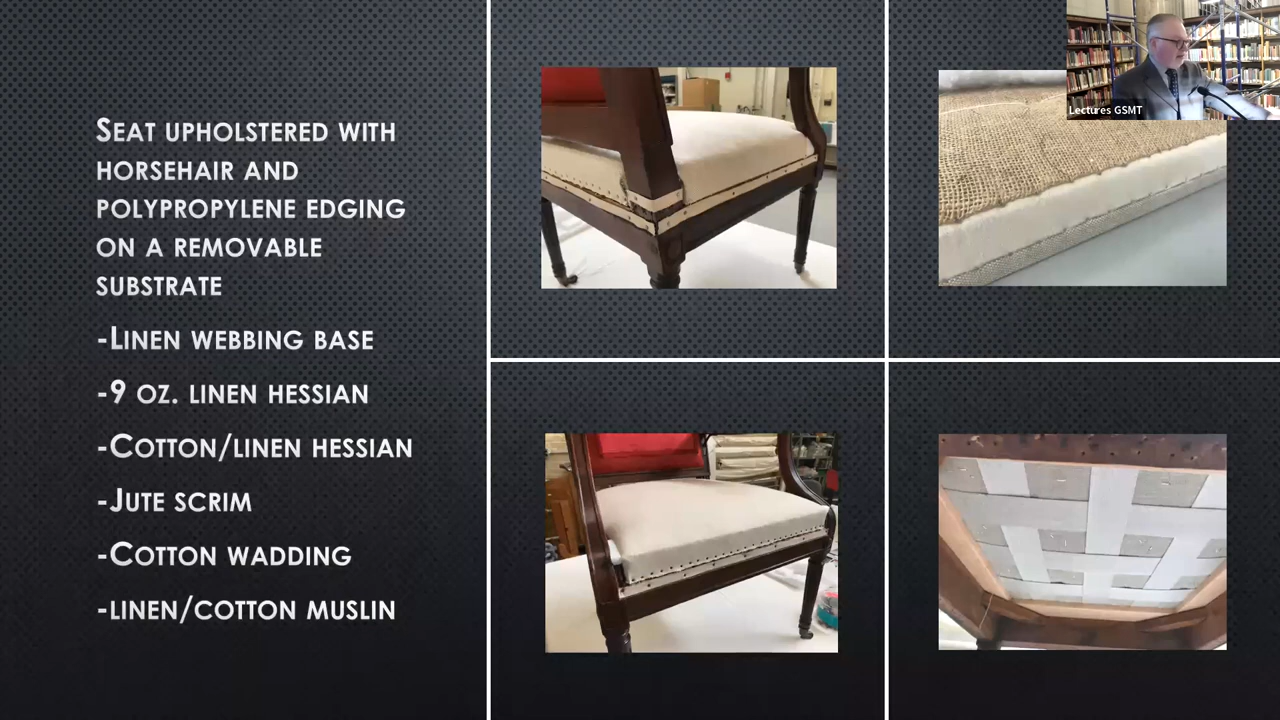 Seat upholstered with
horsehair and
polypropylene edging
on a removable
substrate
-Linen webbing base
-9 oz. linen hessian
-Cotton/linen hessian
-Jute scrim
-Cotton wadding
-linen/cotton muslin
Lectures GSMT